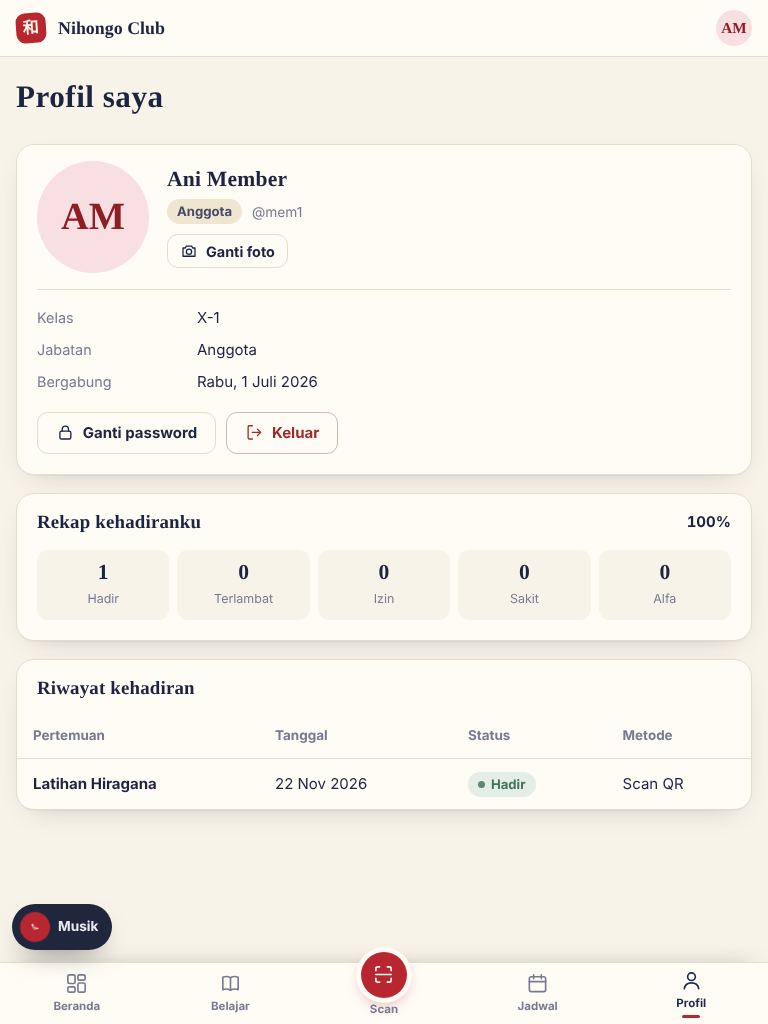 和 Nihongo Club AM
Profil saya
AM
Ani Member
Anggota @mem1
Ganti foto
Kelas X-1
Jabatan Anggota
Bergabung Rabu, 1 Juli 2026
Ganti password Keluar
Rekap kehadiranku 100%
1 0 0 0 0
Hadir Terlambat Izin Sakit Alfa
Riwayat kehadiran
Pertemuan Tanggal Status Metode
Latihan Hiragana 22 Nov 2026 Hadir Scan QR
Musik
Beranda Belajar Scan Jadwal Profil